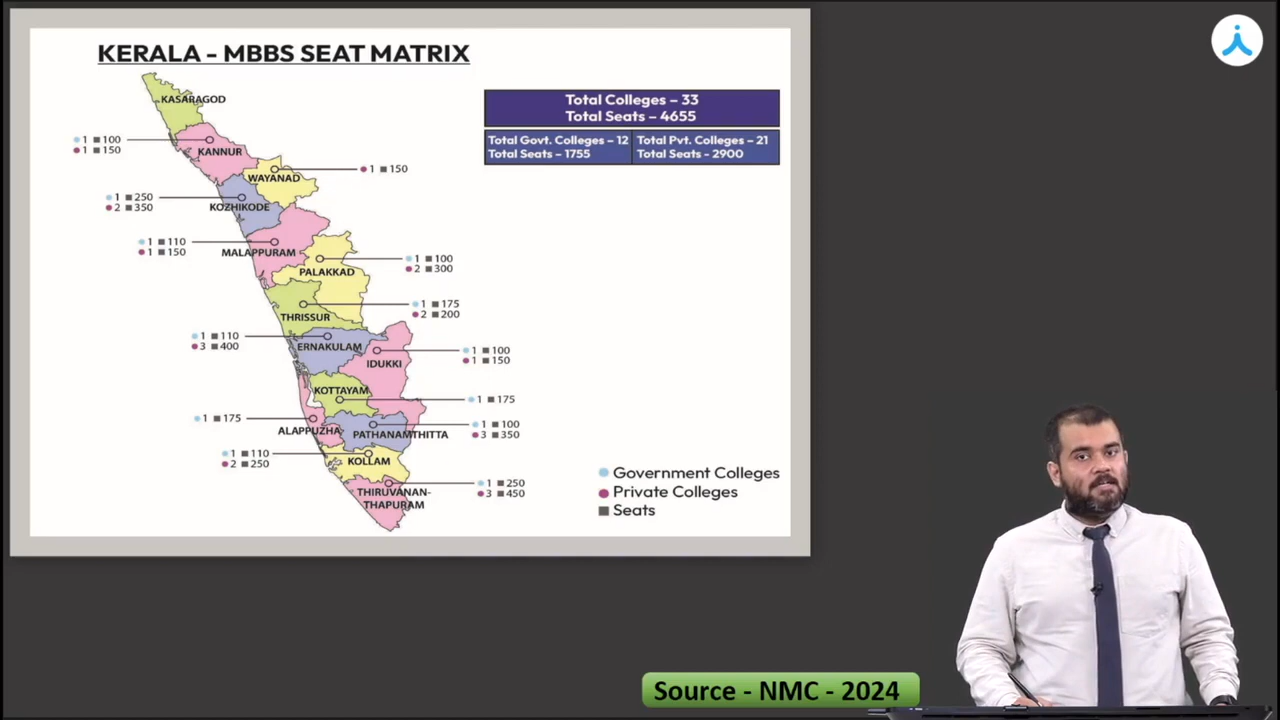 KERALA – MBBS SEAT MATRIX
Total Colleges – 33
Total Seats – 4655
Total Govt. Colleges – 12
Total Seats – 1755
Total Pvt. Colleges – 21
Total Seats - 2900
KASARAGOD
1 100
1 150
KANNUR
WAYANAD
1 150
1 250
2 350
KOZHIKODE
1 110
1 150
MALAPPURAM
PALAKKAD
1 100
2 300
THRISSUR
1 175
2 200
1 110
3 400
ERNAKULAM
IDUKKI
1 100
1 150
KOTTAYAM
1 175
1 175
ALAPPUZHA
PATHANAMTHITTA
1 100
3 350
1 110
2 250
KOLLAM
THIRUVANAN-
THAPURAM
1 250
3 450
Government Colleges
Private Colleges
Seats
Source - NMC - 2024